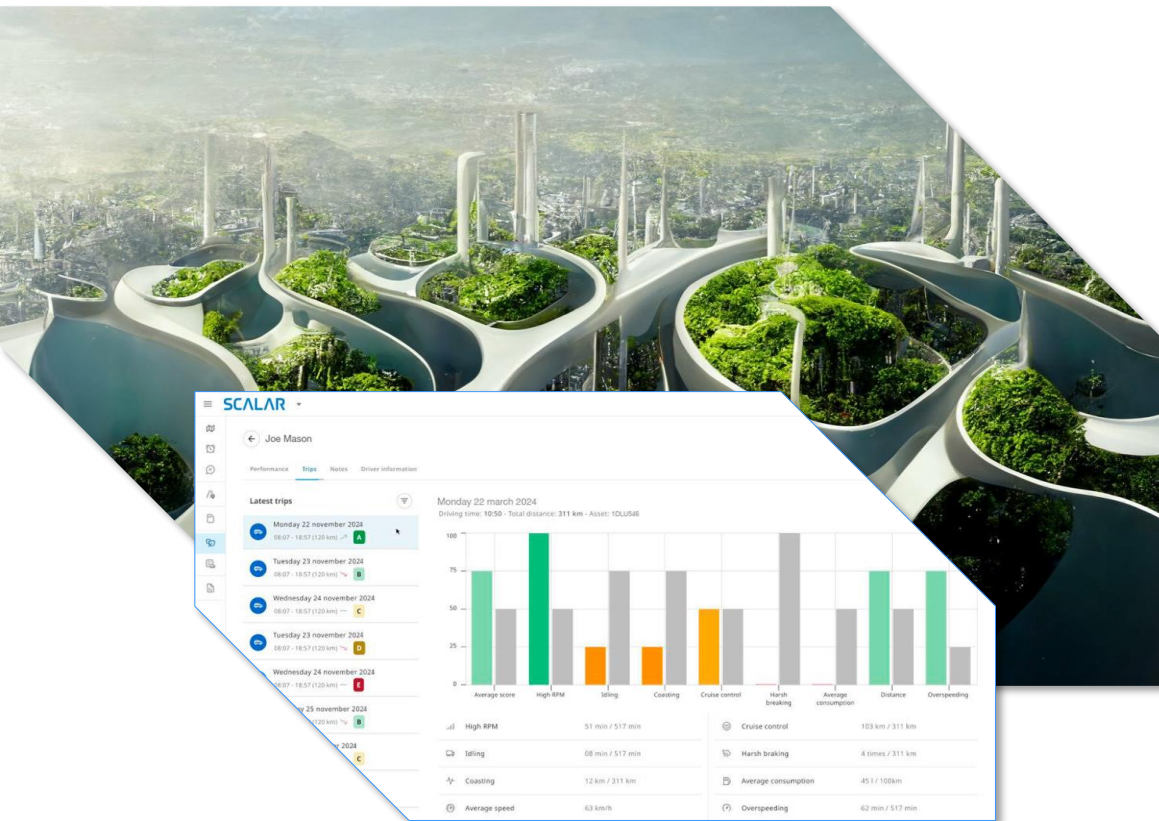 SCALAR
Joe Mason
Performance Trips Notes Driver information
Latest trips
Monday 22 november 2024
08:07 - 18:57 (120 km) A
Tuesday 23 november 2024
08:07 - 18:57 (120 km) B
Wednesday 24 november 2024
08:07 - 18:57 (120 km) C
Tuesday 23 november 2024
08:07 - 18:57 (120 km) D
Wednesday 24 november 2024
18:57 (120 km) E
25 november 2024
(120 km) B
2024
C
Monday 22 march 2024
Driving time: 10:50 - Total distance: 311 km - Asset: 1DLU546
100
75
50
25
0
Average score High RPM Idling Coasting Cruise control Harsh breaking Average consumption Distance Overspeeding
High RPM 51 min / 517 min
Idling 08 min / 517 min
Coasting 12 km / 311 km
Average speed 63 km/h
Cruise control 103 km / 311 km
Harsh braking 4 times / 311 km
Average consumption 45 l / 100km
Overspeeding 62 min / 517 min